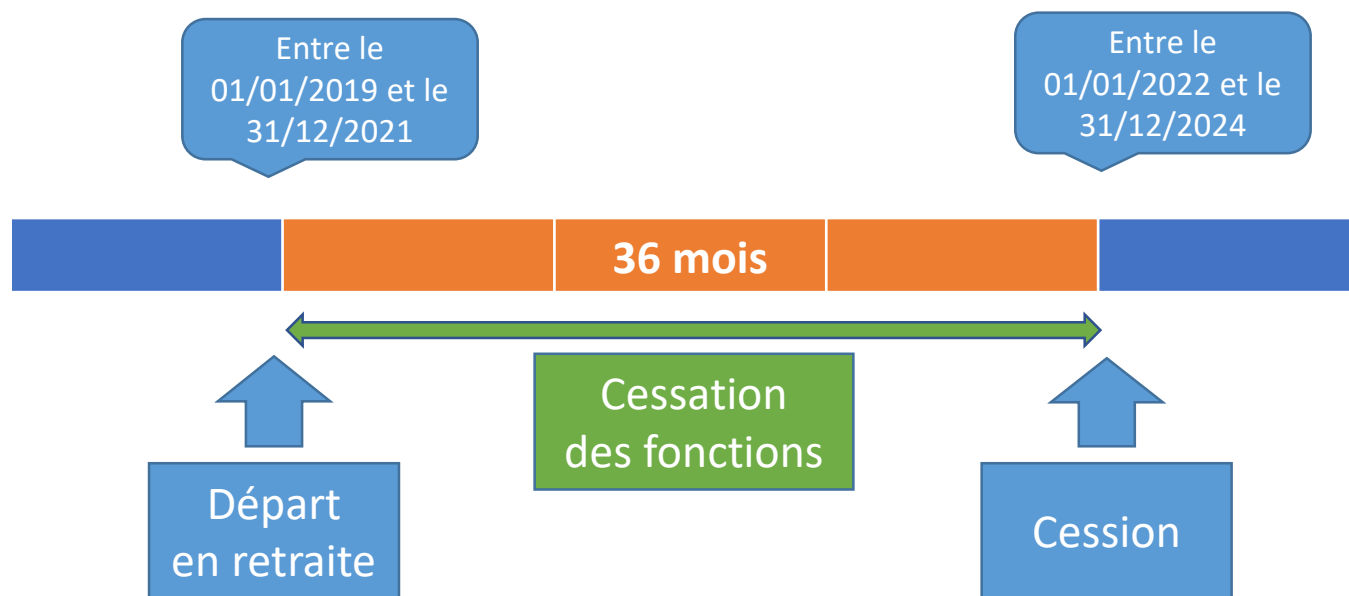 Entre le
01/01/2019 et le
31/12/2021
Entre le
01/01/2022 et le
31/12/2024
36 mois
Cessation
des fonctions
Départ
en retraite
Cession